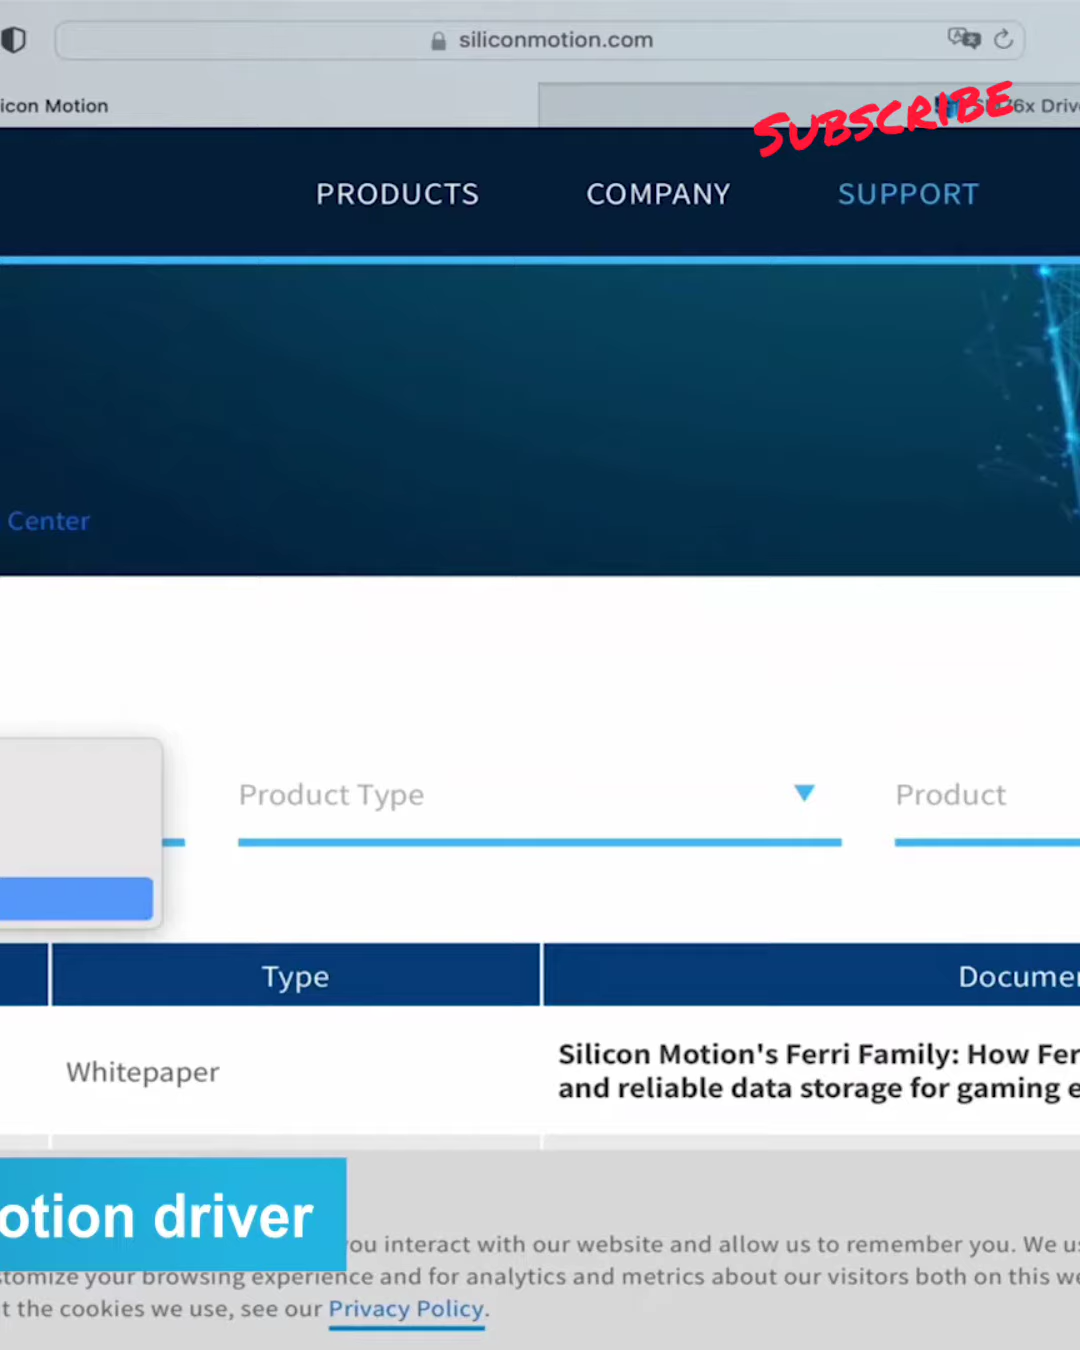 siliconmotion.com
icon Motion
6x Drive
SUBSCRIBE
PRODUCTS
COMPANY
SUPPORT
Center
Product Type
Product
Type
Documen
Whitepaper
Silicon Motion's Ferri Family: How Fer
and reliable data storage for gaming e
otion driver
ou interact with our website and allow us to remember you. We us
stomize your browsing experience and for analytics and metrics about our visitors both on this we
t the cookies we use, see our Privacy Policy.